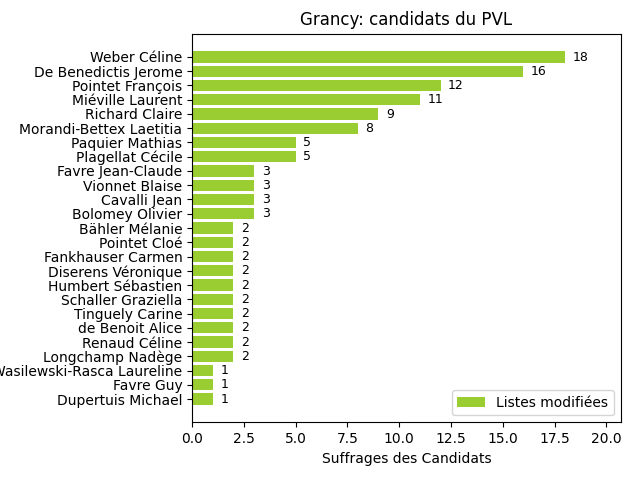 Grancy: candidats du PVL
Weber Céline 18
De Benedictis Jerome 16
Pointet François 12
Miéville Laurent 11
Richard Claire 9
Morandi-Bettex Laetitia 8
Paquier Mathias 5
Plagellat Cécile 5
Favre Jean-Claude 3
Vionnet Blaise 3
Cavalli Jean 3
Bolomey Olivier 3
Bähler Mélanie 2
Pointet Cloé 2
Fankhauser Carmen 2
Diserens Véronique 2
Humbert Sébastien 2
Schaller Graziella 2
Tinguely Carine 2
de Benoit Alice 2
Renaud Céline 2
Longchamp Nadège 2
Wasilewski-Rasca Laureline 1
Favre Guy 1
Dupertuis Michael 1
Listes modifiées
0.0 2.5 5.0 7.5 10.0 12.5 15.0 17.5 20.0
Suffrages des Candidats